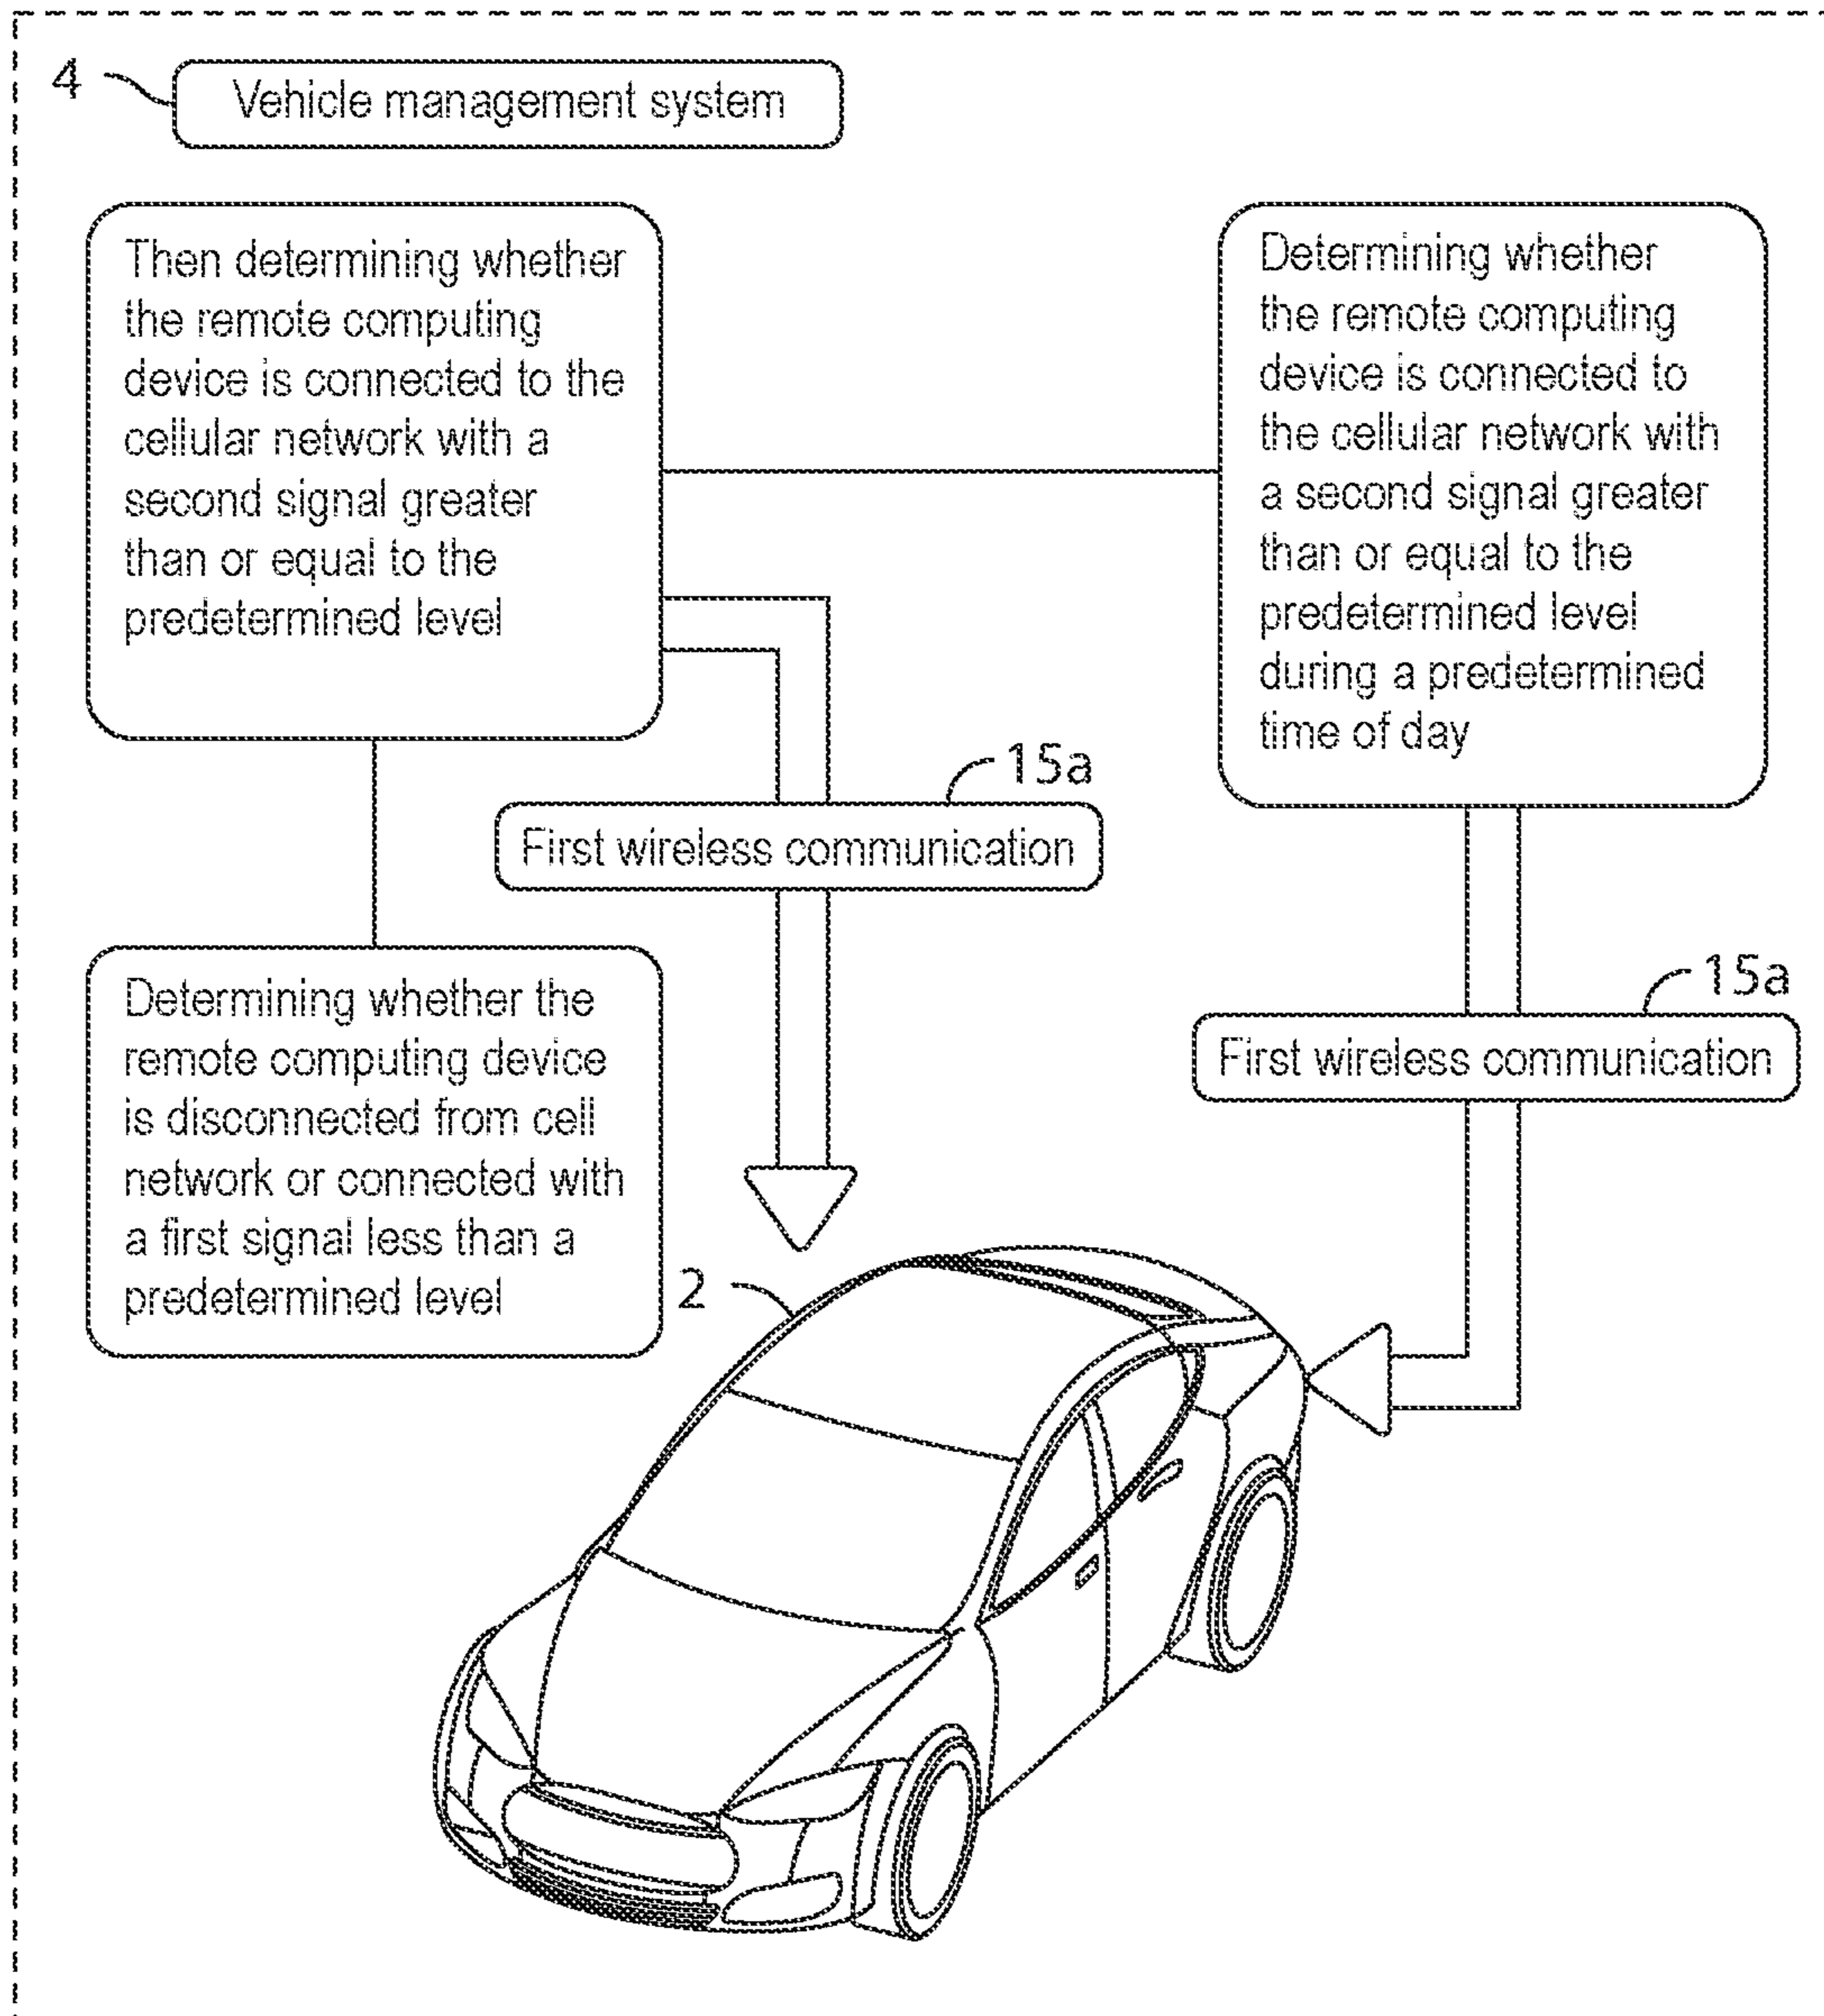 4
Vehicle management system
Then determining whether
the remote computing
device is connected to the
cellular network with a
second signal greater
than or equal to the
predetermined level
Determining whether
the remote computing
device is connected to
the cellular network with
a second signal greater
than or equal to the
predetermined level
during a predetermined
time of day
15a
First wireless communication
15a
First wireless communication
Determining whether the
remote computing device
is disconnected from cell
network or connected with
a first signal less than a
predetermined level
2